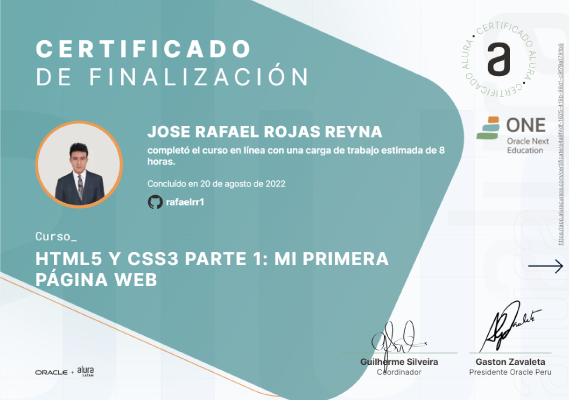 CERTIFICADO
DE FINALIZACIÓN
CERTIFICADO ALURA • CERTIFICADO ALURA •
a
ONE
Oracle Next
Education
JOSE RAFAEL ROJAS REYNA
completó el curso en línea con una carga de trabajo estimada de 8
horas.
Concluído en 20 de agosto de 2022
rafaelrr1
Curso_
HTML5 Y CSS3 PARTE 1: MI PRIMERA
PÁGINA WEB
Guilherme Silveira
Coordinador
Gaston Zavaleta
Presidente Oracle Peru
ORACLE + alura
LATAM